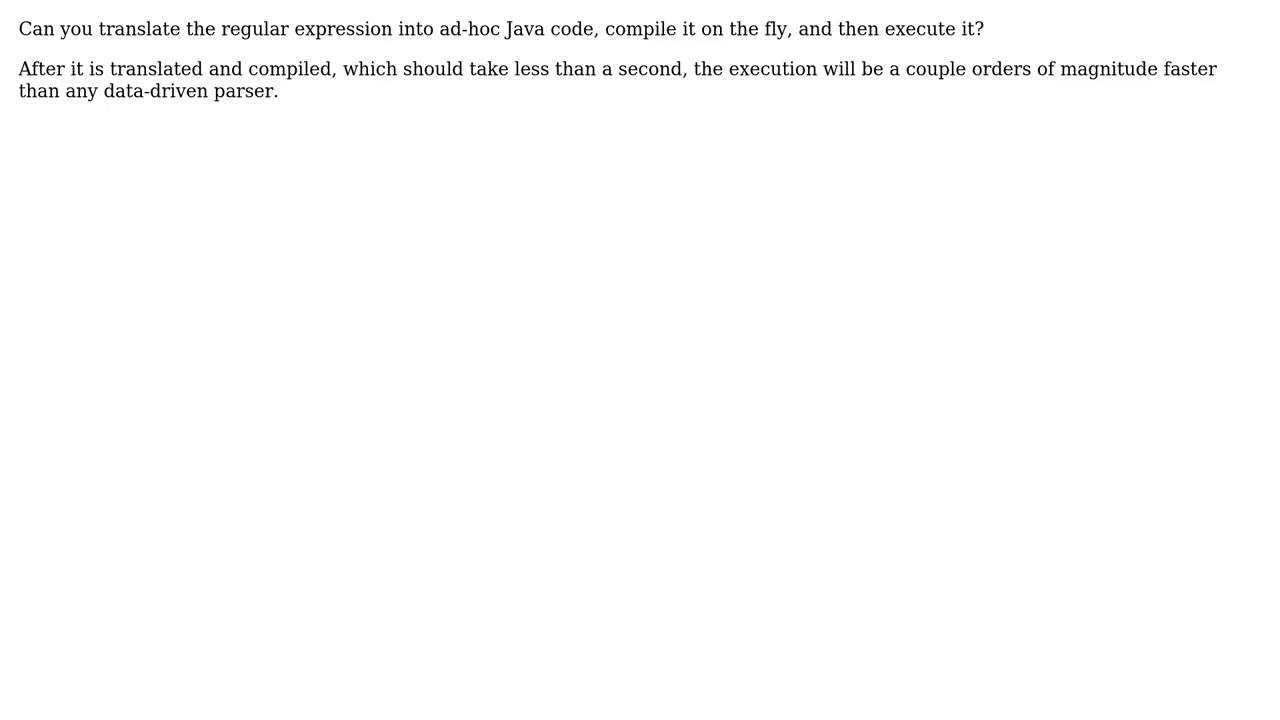 Can you translate the regular expression into ad-hoc Java code, compile it on the fly, and then execute it?
After it is translated and compiled, which should take less than a second, the execution will be a couple orders of magnitude faster
than any data-driven parser.